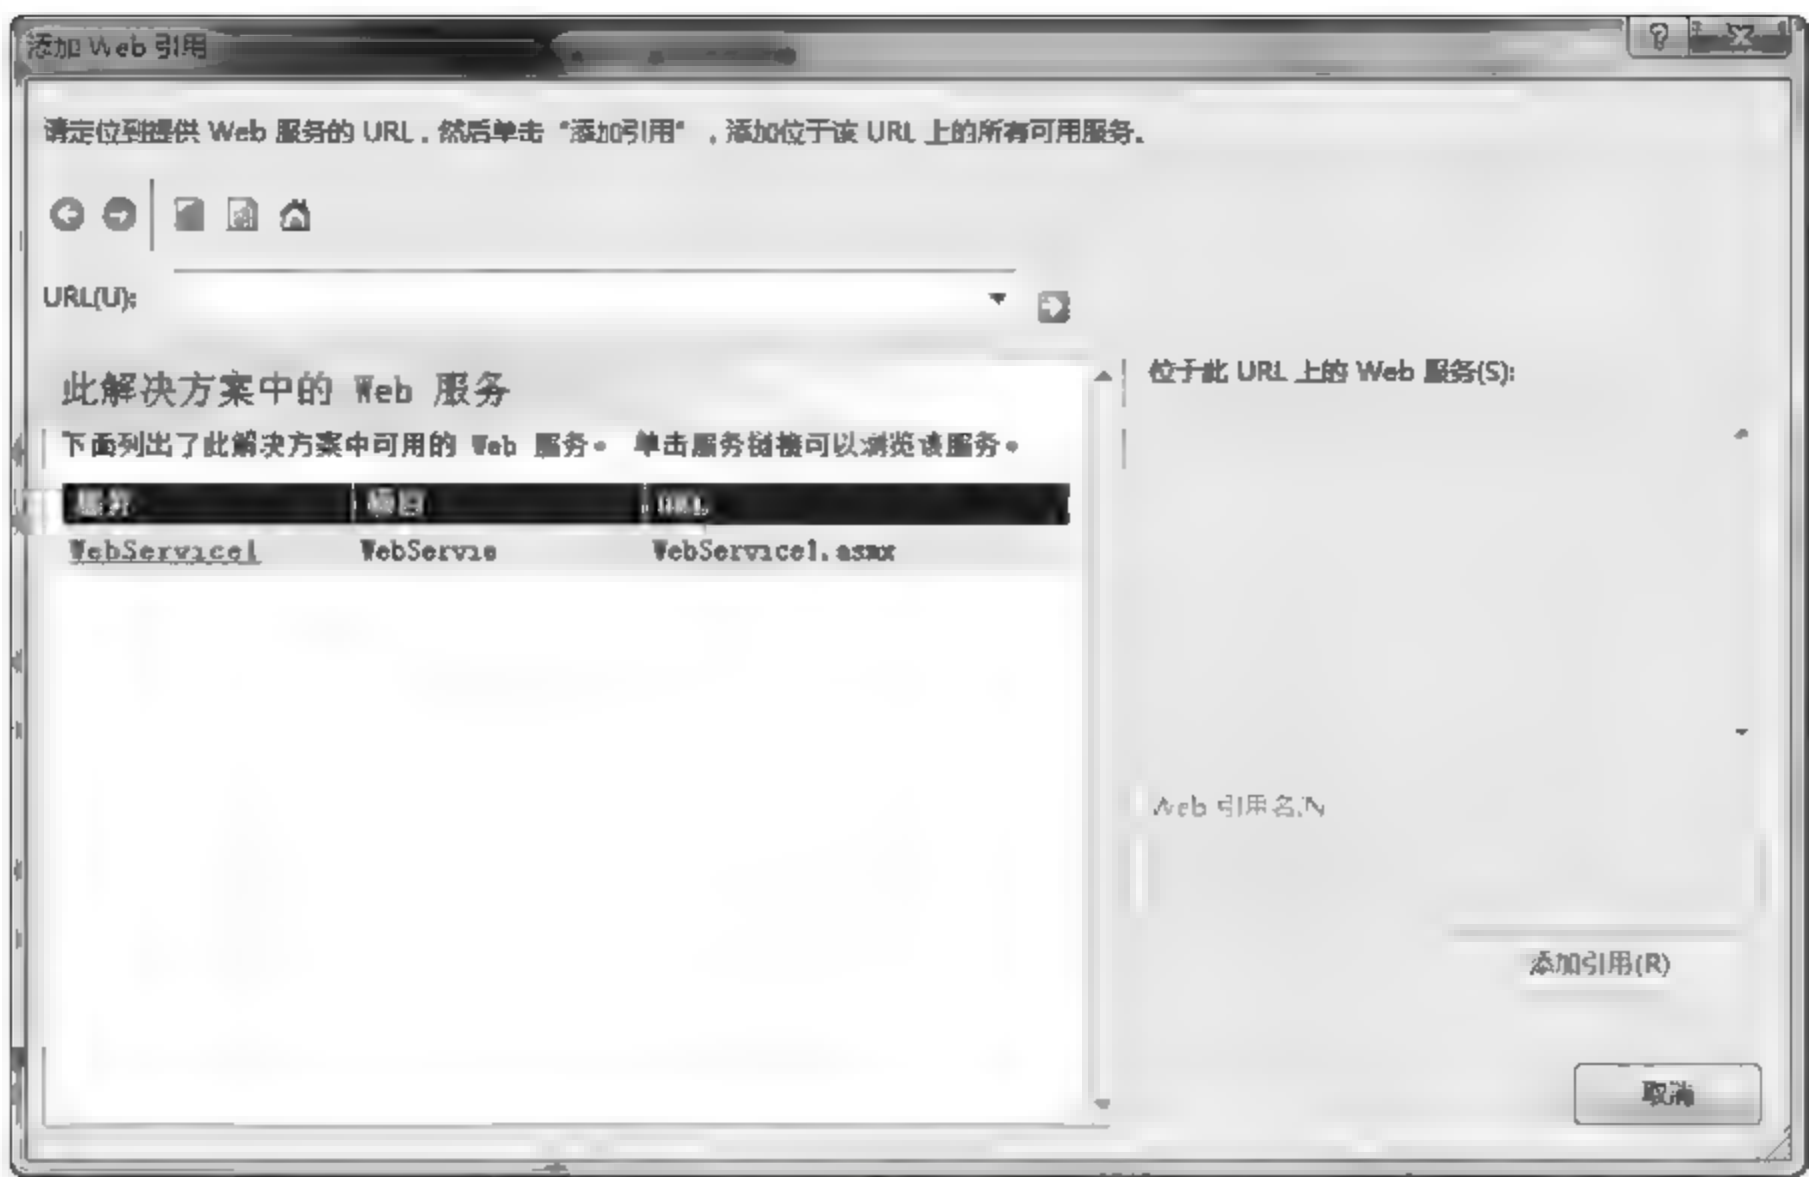 添加 Web 引用
请定位到提供 Web 服务的 URL，然后单击“添加引用”，添加位于该 URL 上的所有可用服务。
URL(U):
此解决方案中的 Web 服务
下面列出了此解决方案中可用的 Web 服务。 单击服务链接可以浏览该服务。
服务 项目 URL
WebService1 WebServie WebService1.asmx
位于此 URL 上的 Web 服务(S):
Web 引用名(N
添加引用(R)
取消